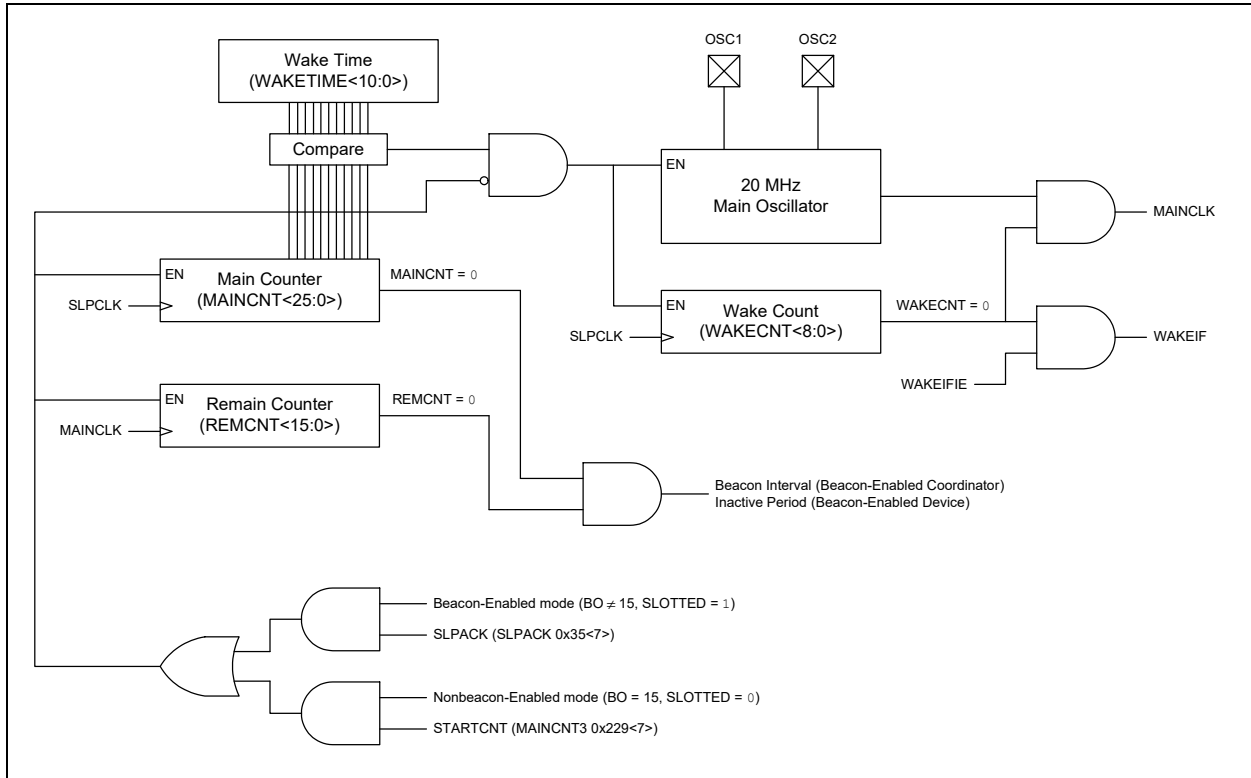 OSC1
OSC2
Wake Time
(WAKETIME<10:0>)
Compare
EN
20 MHz
Main Oscillator
MAINCLK
EN
Main Counter
(MAINCNT<25:0>)
SLPCLK
MAINCNT = 0
EN
Wake Count
(WAKECNT<8:0>)
SLPCLK
WAKECNT = 0
WAKEIF
WAKEIFIE
EN
Remain Counter
(REMCNT<15:0>)
MAINCLK
REMCNT = 0
Beacon Interval (Beacon-Enabled Coordinator)
Inactive Period (Beacon-Enabled Device)
Beacon-Enabled mode (BO ≠ 15, SLOTTED = 1)
SLPACK (SLPACK 0x35<7>)
Nonbeacon-Enabled mode (BO = 15, SLOTTED = 0)
STARTCNT (MAINCNT3 0x229<7>)